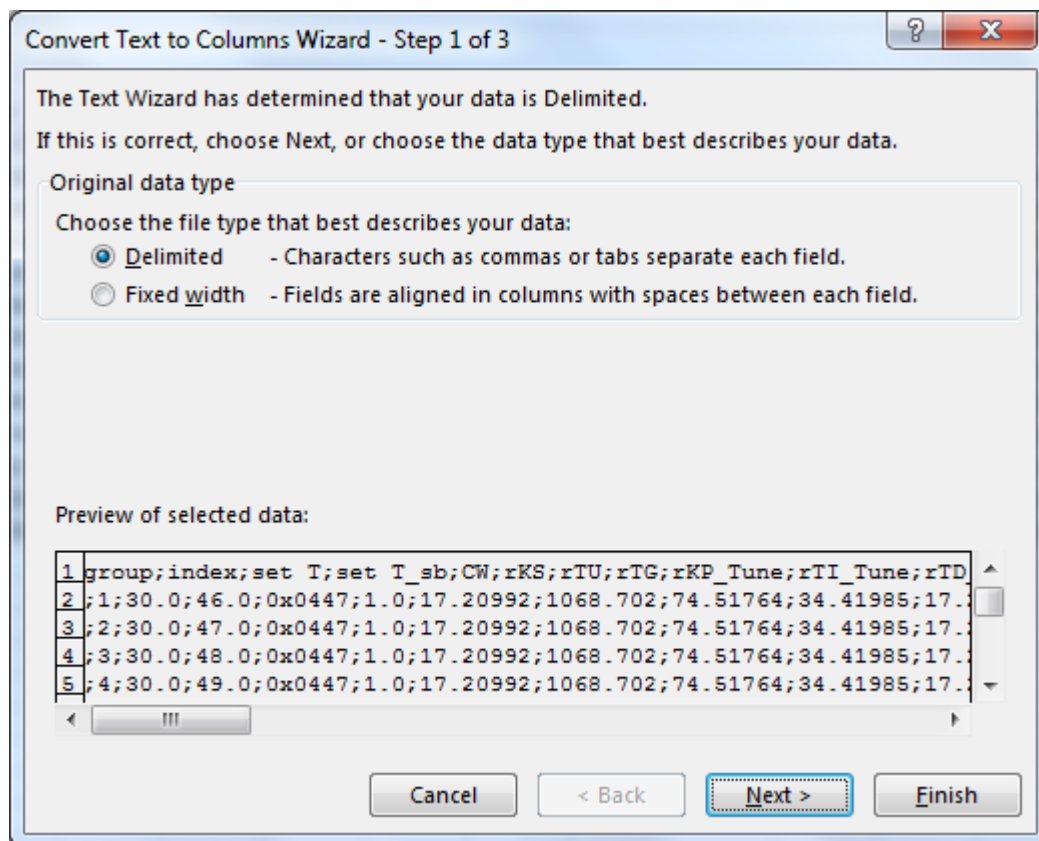 Convert Text to Columns Wizard - Step 1 of 3
The Text Wizard has determined that your data is Delimited.
If this is correct, choose Next, or choose the data type that best describes your data.
Original data type
Choose the file type that best describes your data:
Delimited - Characters such as commas or tabs separate each field.
Fixed width - Fields are aligned in columns with spaces between each field.
Preview of selected data:
1 group;index;set T;set T_sb;CW;rKS;rTU;rTG;rKP_Tune;rTI_Tune;rTD_
2 ;1;30.0;46.0;0x0447;1.0;17.20992;1068.702;74.51764;34.41985;17.
3 ;2;30.0;47.0;0x0447;1.0;17.20992;1068.702;74.51764;34.41985;17.
4 ;3;30.0;48.0;0x0447;1.0;17.20992;1068.702;74.51764;34.41985;17.
5 ;4;30.0;49.0;0x0447;1.0;17.20992;1068.702;74.51764;34.41985;17.
Cancel < Back Next > Finish